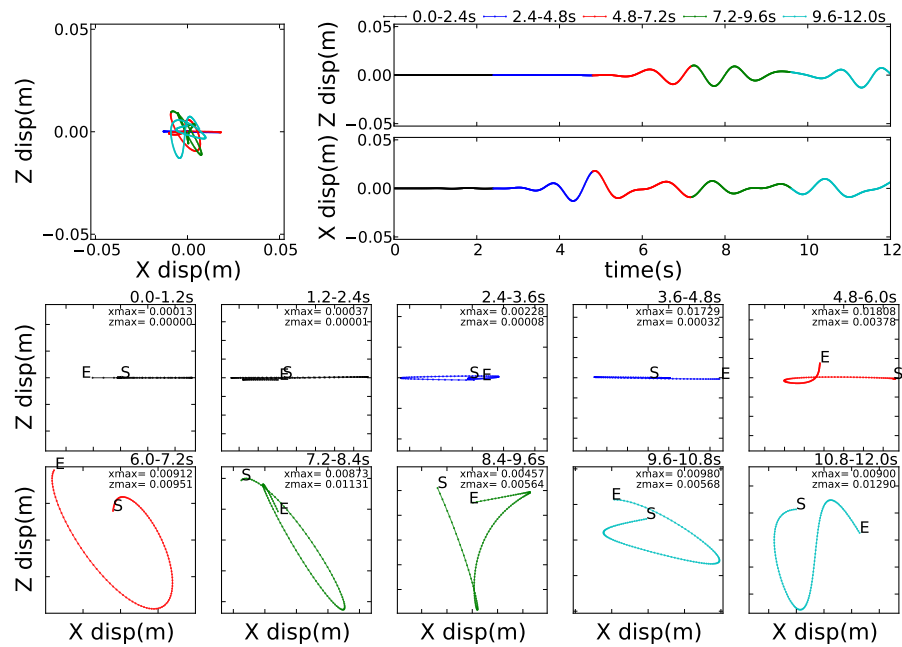 0.0-2.4s 2.4-4.8s 4.8-7.2s 7.2-9.6s 9.6-12.0s
0.05
0.00
−0.05
Z disp(m)
−0.05 0.00 0.05
X disp(m)
0.05
0.00
−0.05
Z disp(m)
0.05
0.00
−0.05
X disp(m)
0 2 4 6 8 10 12
time(s)
0.0-1.2s
xmax= 0.00013
zmax= 0.00000
E S
Z disp(m)
1.2-2.4s
xmax= 0.00037
zmax= 0.00001
E S
2.4-3.6s
xmax= 0.00228
zmax= 0.00008
S E
3.6-4.8s
xmax= 0.01729
zmax= 0.00032
S E
4.8-6.0s
xmax= 0.01808
zmax= 0.00378
E
S
6.0-7.2s
xmax= 0.00912
zmax= 0.00951
E
S
Z disp(m)
X disp(m)
7.2-8.4s
xmax= 0.00873
zmax= 0.01131
S
E
X disp(m)
8.4-9.6s
xmax= 0.00457
zmax= 0.00564
S
E
X disp(m)
9.6-10.8s
xmax= 0.00980
zmax= 0.00568
E
S
X disp(m)
10.8-12.0s
xmax= 0.00900
zmax= 0.01290
S
E
X disp(m)